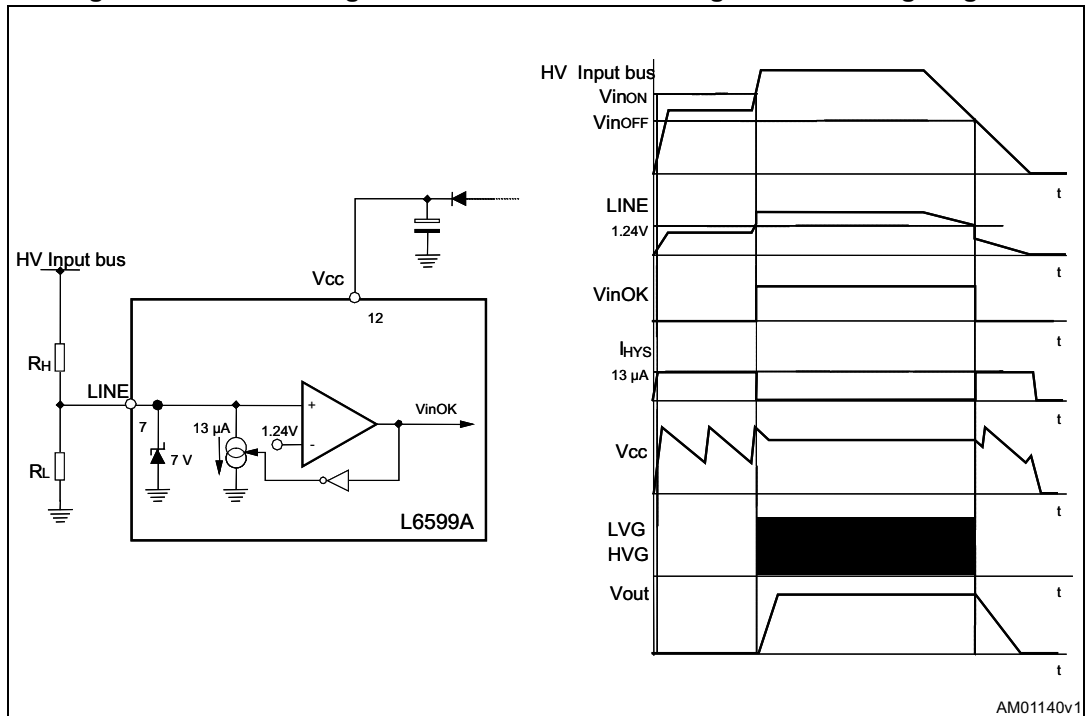 HV Input bus
VinON
VinOFF
t
LINE
1.24V
t
VinOK
t
IHYS
13 µA
t
Vcc
t
LVG
HVG
t
Vout
t
HV Input bus
Vcc
12
RH
LINE
7
13 µA
1.24V
+
-
VinOK
7 V
RL
L6599A
AM01140v1